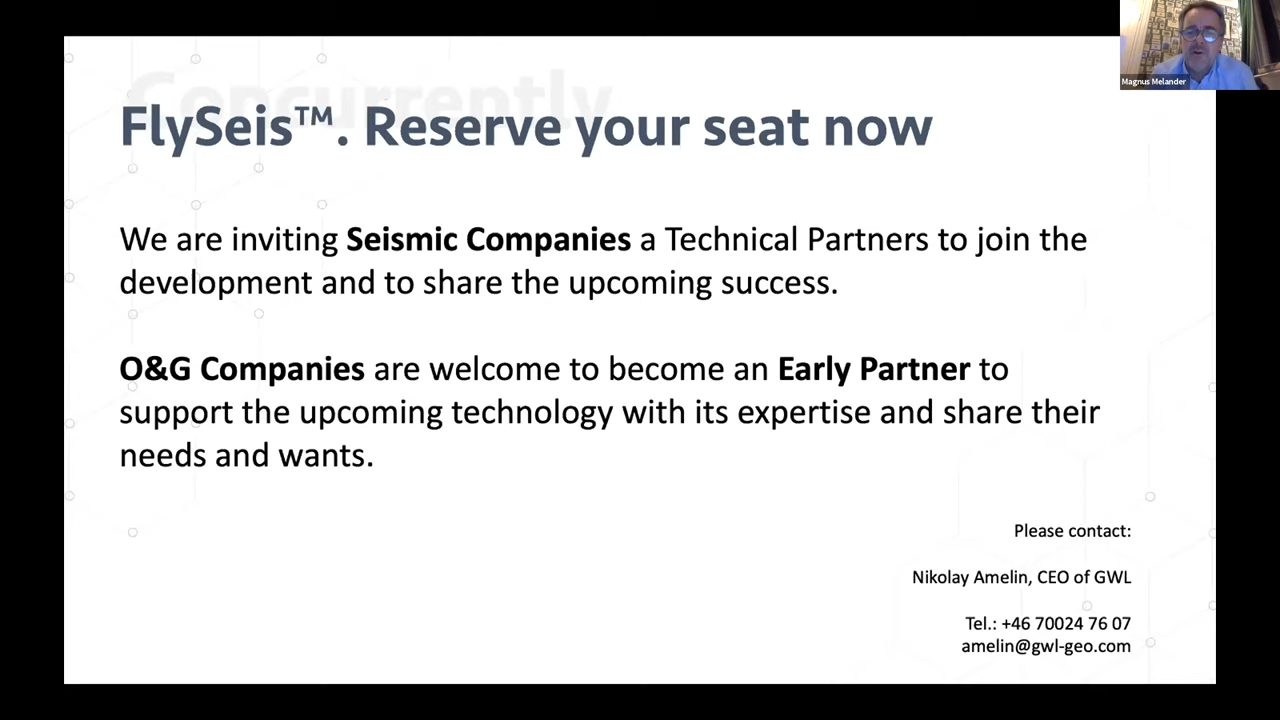 Magnus Melander
Concurrently
FlySeis™. Reserve your seat now
We are inviting Seismic Companies a Technical Partners to join the
development and to share the upcoming success.
O&G Companies are welcome to become an Early Partner to
support the upcoming technology with its expertise and share their
needs and wants.
Please contact:
Nikolay Amelin, CEO of GWL
Tel.: +46 70024 76 07
amelin@gwl-geo.com